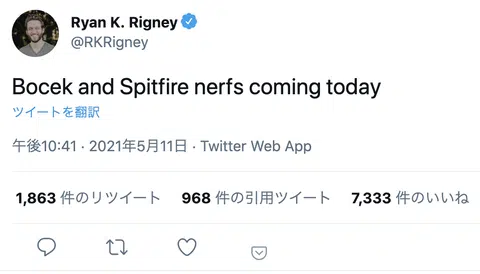 Ryan K. Rigney
@RKRigney
Bocek and Spitfire nerfs coming today
ツイートを翻訳
午後10:41 · 2021年5月11日 · Twitter Web App
1,863 件のリツイート 968 件の引用ツイート 7,333 件のいいね